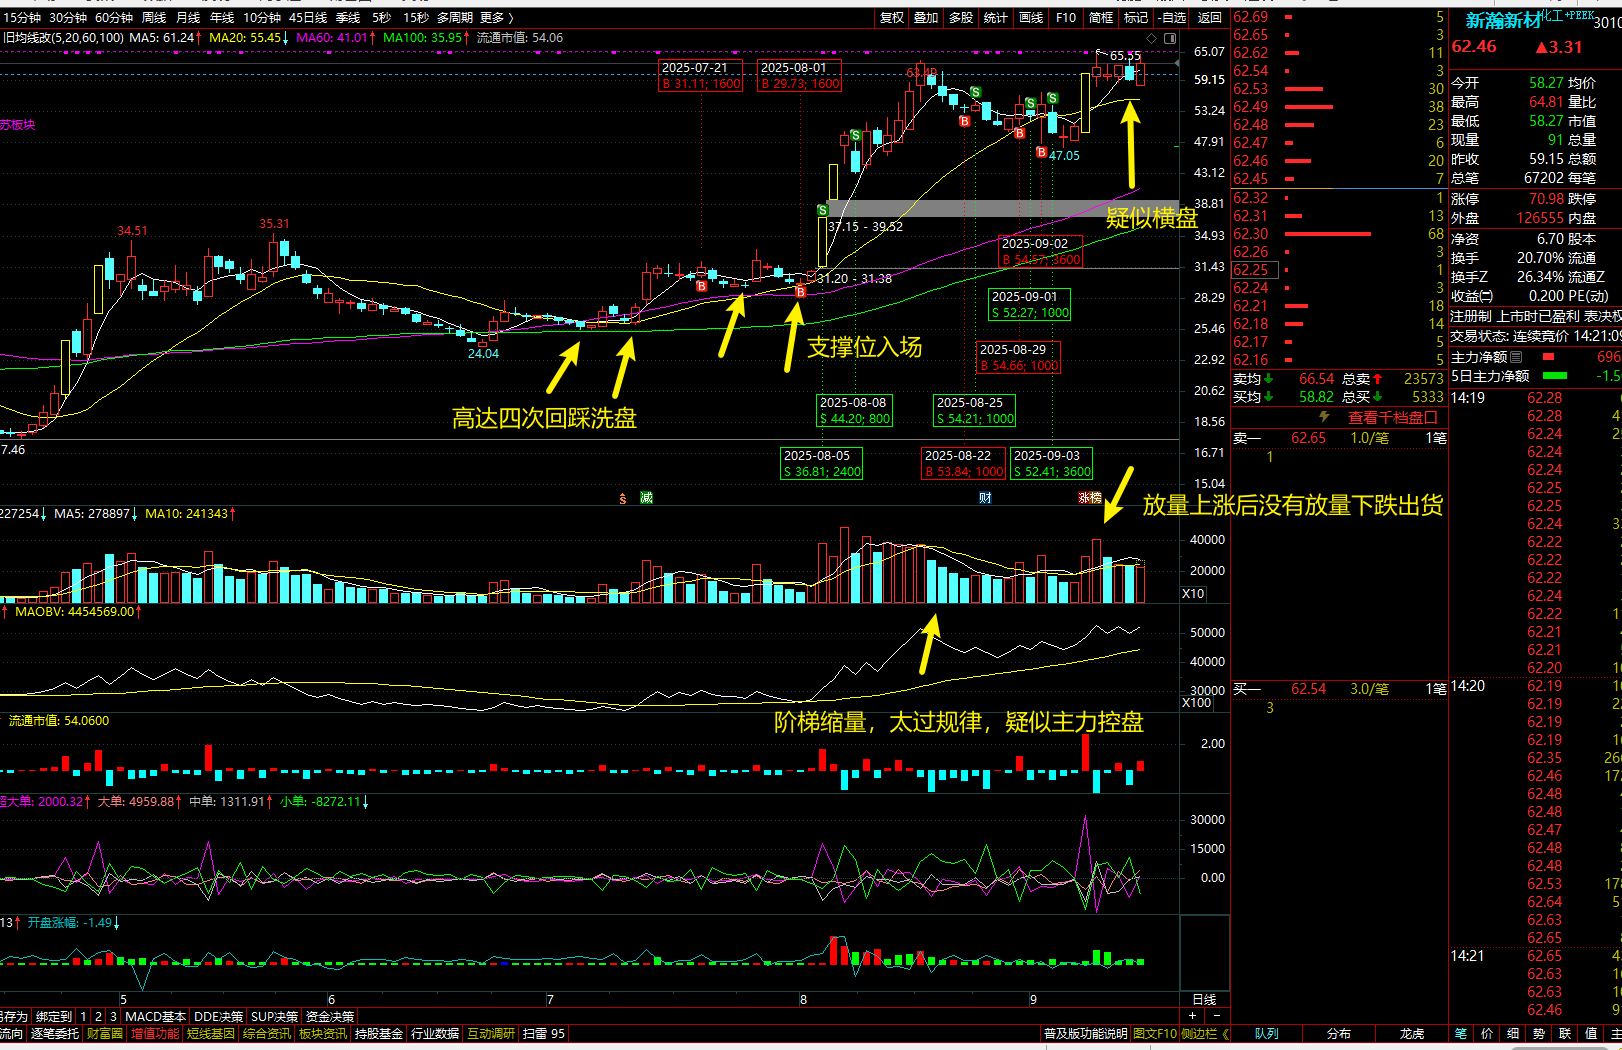 15分钟 30分钟 60分钟 周线 月线 年线 10分钟 45日线 季线 5秒 15秒 多周期 更多 〉
复权 叠加 多股 统计 画线 F10 简框 标记 -自选 返回
旧均线改(5,20,60,100) MA5: 61.24↑ MA20: 55.45↓ MA60: 41.01↑ MA100: 35.95↑ 流通市值: 54.06
苏板块
34.51
35.31
24.04
7.46
2025-07-21
B 31.11; 1600
2025-08-01
B 29.73; 1600
63.49
65.55
47.05
37.15 - 39.52
31.20 - 31.38
2025-09-02
B 54.57; 3600
2025-09-01
S 52.27; 1000
2025-08-29
B 54.66; 1000
2025-08-08
S 44.20; 800
2025-08-25
S 54.21; 1000
2025-08-05
S 36.81; 2400
2025-08-22
B 53.84; 1000
2025-09-03
S 52.41; 3600
疑似横盘
支撑位入场
高达四次回踩洗盘
放量上涨后没有放量下跌出货
阶梯缩量，太过规律，疑似主力控盘
B
B
S
S
B
S
B
S
B
S
$
减
财
涨榜
65.07
59.15
53.24
47.91
43.12
38.81
34.93
31.43
28.29
25.46
22.92
20.62
18.56
16.71
15.04
227254↓ MA5: 278897↓ MA10: 241343↑
40000
20000
X10
↑ MAOBV: 4454569.00↑
50000
40000
30000
X100
流通市值: 54.0600
2.00
超大单: 2000.32↑ 大单: 4959.88↑ 中单: 1311.91↑ 小单: -8272.11↓
30000
15000
0.00
13↑ 开盘涨幅: -1.49↓
5 6 7 8 9 日线
+ −
另存为 绑定到 1 2 3 MACD基本 DDE决策 SUP决策 资金决策
流向 逐笔委托 财富圈 增值功能 短线基因 综合资讯 板块资讯 持股基金 行业数据 互动调研 扫雷 95
普及版功能说明 图文F10 侧边栏《
62.69 5
62.65 3
62.62 11
62.54 3
62.53 30
62.49 38
62.48 23
62.47 6
62.46 20
62.45 7
62.32 1
62.31 13
62.30 68
62.26 3
62.25 1
62.24 3
62.21 18
62.18 14
62.17 5
62.16 5
卖均↓ 66.54 总卖↑ 23573
买均↓ 58.82 总买↓ 5333
查看千档盘口
卖一 62.65 1.0/笔 1笔
1
买一 62.54 3.0/笔 1笔
3
队列 分布 龙虎
新瀚新材 化工+PEEK 3010
62.46 ▲3.31
今开 58.27 均价
最高 64.81 量比
最低 58.27 市值
现量 91 总量
昨收 59.15 总额
总笔 67202 每笔
涨停 70.98 跌停
外盘 126555 内盘
净资 6.70 股本
换手 20.70% 流通
换手Z 26.34% 流通Z
收益㈡ 0.200 PE(动)
注册制 上市时已盈利 表决权
交易状态: 连续竞价 14:21:09
主力净额 696
5日主力净额 -1.5
14:19 62.28
62.28
62.24
62.24
62.24
62.25
62.25
62.24
62.22
62.22
62.22
62.24
62.22
62.21
62.21
62.20
14:20 62.19
62.19
62.19
62.19
62.35
62.46
62.48
62.48
62.47
62.48
62.48
62.53
62.64
62.63
62.65
14:21 62.65
62.63
62.63
62.46
笔 价 细 势 联 值 主